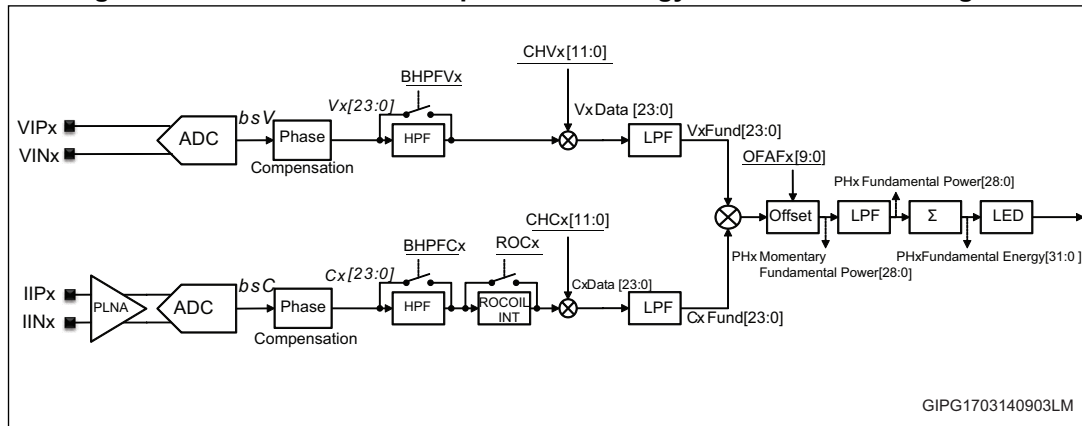 CHVx[11:0]
BHPFVx
Vx[23:0]
VxData [23:0]
VIPx
VINx
ADC
bsV
Phase
Compensation
HPF
LPF
VxFund[23:0]
OFAFx[9:0]
PHx Fundamental Power[28:0]
Offset
LPF
Σ
LED
PHx Momentary
Fundamental Power[28:0]
PHxFundamental Energy[31:0 ]
CHCx[11:0]
BHPFCx
ROCx
Cx[23:0]
CxData [23:0]
IIPx
IINx
PLNA
ADC
bsC
Phase
Compensation
HPF
ROCOIL
INT
LPF
Cx Fund[23:0]
GIPG1703140903LM